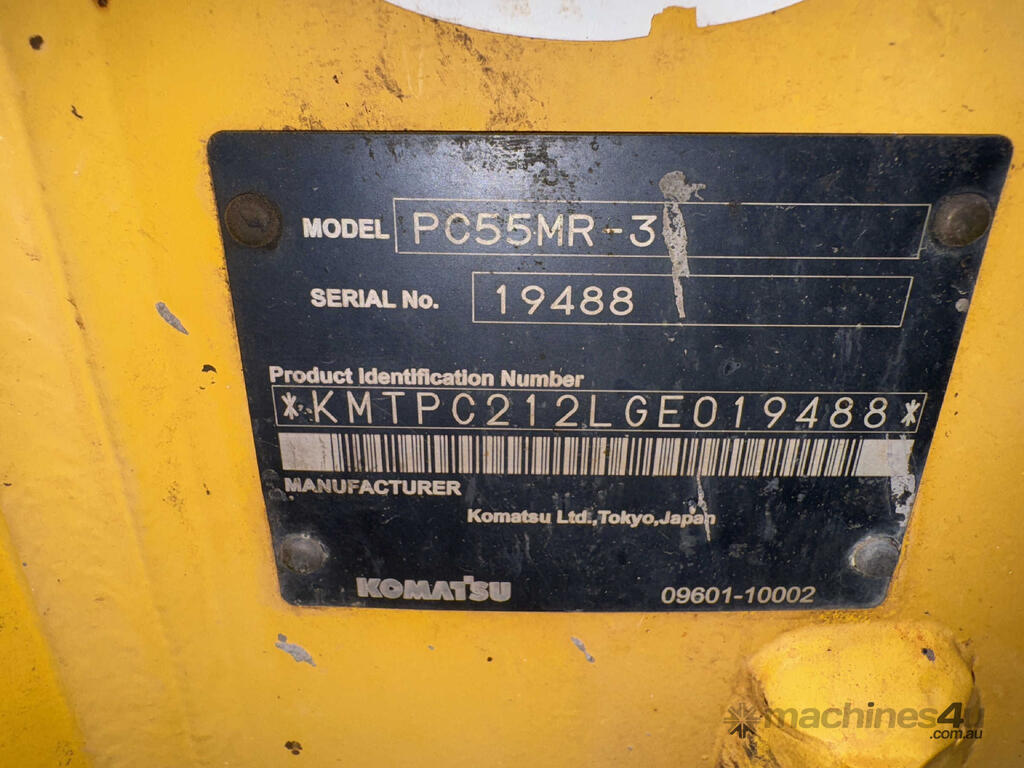 MODEL PC55MR-3
SERIAL No. 19488
Product Identification Number
*KMTPC212LGE019488*
MANUFACTURER
Komatsu Ltd.,Tokyo,Japan
KOMATSU 09601-10002
machines4u
.com.au